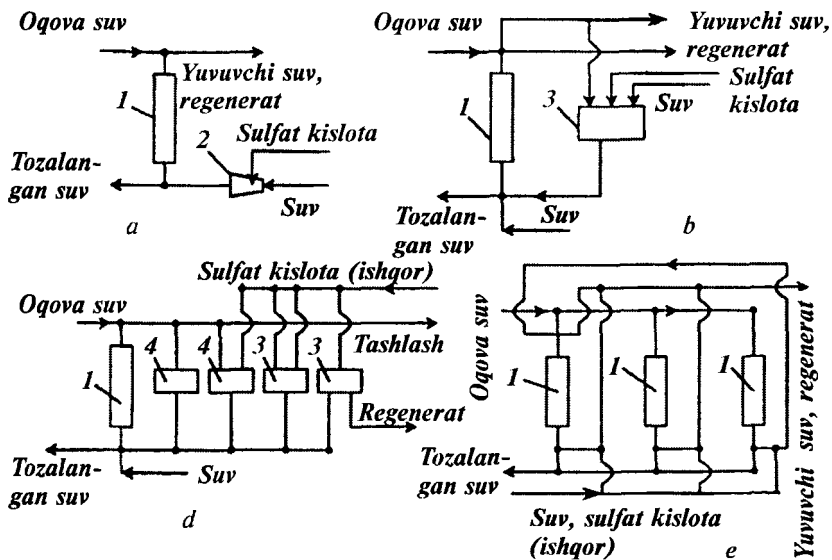 Oqova suv
Yuvuvchi suv,
regenerat
1
2
Sulfat kislota
Tozalan-
gan suv
Suv
a
Oqova suv
Yuvuvchi suv,
regenerat
Sulfat
kislota
Suv
1
3
Tozalan-
gan suv
Suv
b
Sulfat kislota (ishqor)
Oqova suv
Tashlash
1
4
4
3
3
Regenerat
Tozalan-
gan suv
Suv
d
Oqova suv
1
1
1
Yuvuvchi suv, regenerat
Tozalan-
gan suv
Suv, sulfat kislota
(ishqor)
e